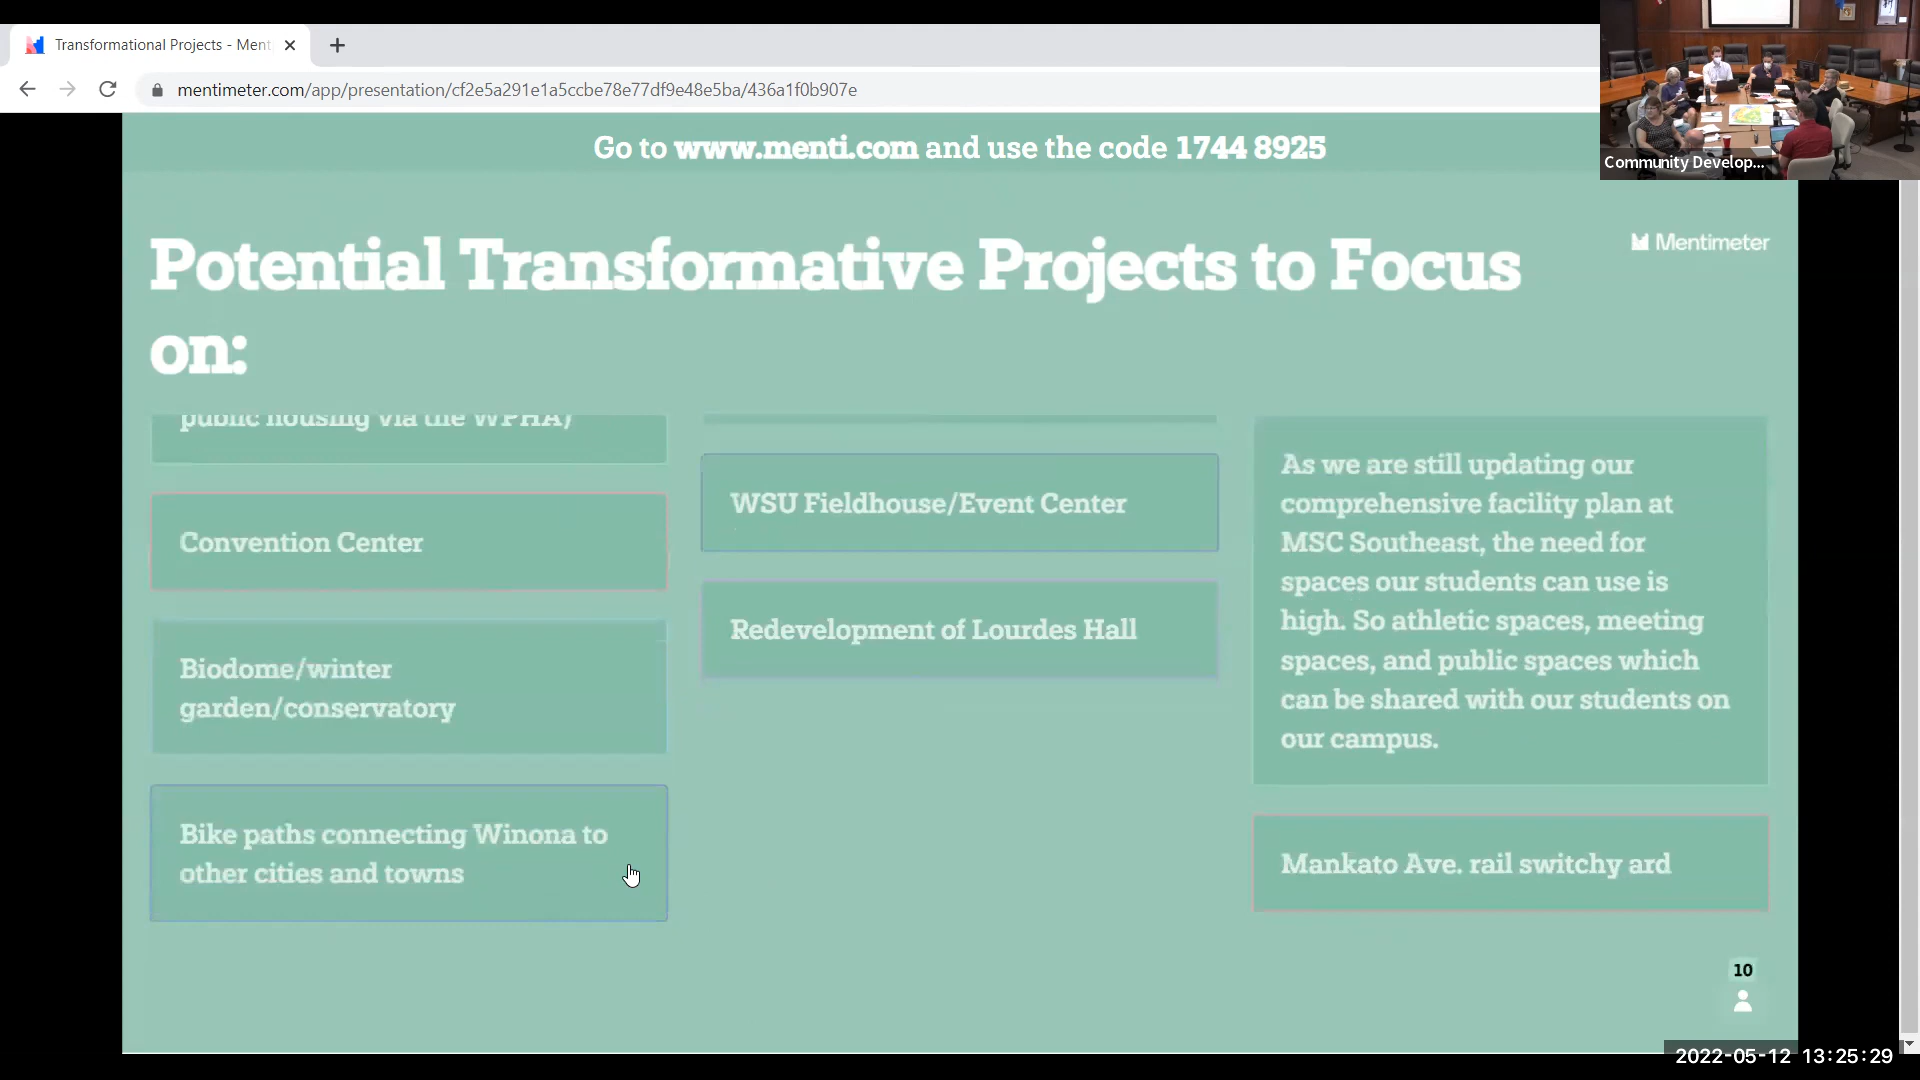 Transformational Projects - Ment
mentimeter.com/app/presentation/cf2e5a291e1a5ccbe78e77df9e48e5ba/436a1f0b907e
Community Develop...
Go to www.menti.com and use the code 1744 8925
Potential Transformative Projects to Focus
on:
Mentimeter
public housing via the WPHA)
Convention Center
Biodome/winter
garden/conservatory
Bike paths connecting Winona to
other cities and towns
WSU Fieldhouse/Event Center
Redevelopment of Lourdes Hall
As we are still updating our
comprehensive facility plan at
MSC Southeast, the need for
spaces our students can use is
high. So athletic spaces, meeting
spaces, and public spaces which
can be shared with our students on
our campus.
Mankato Ave. rail switchy ard
10
2022-05-12 13:25:29